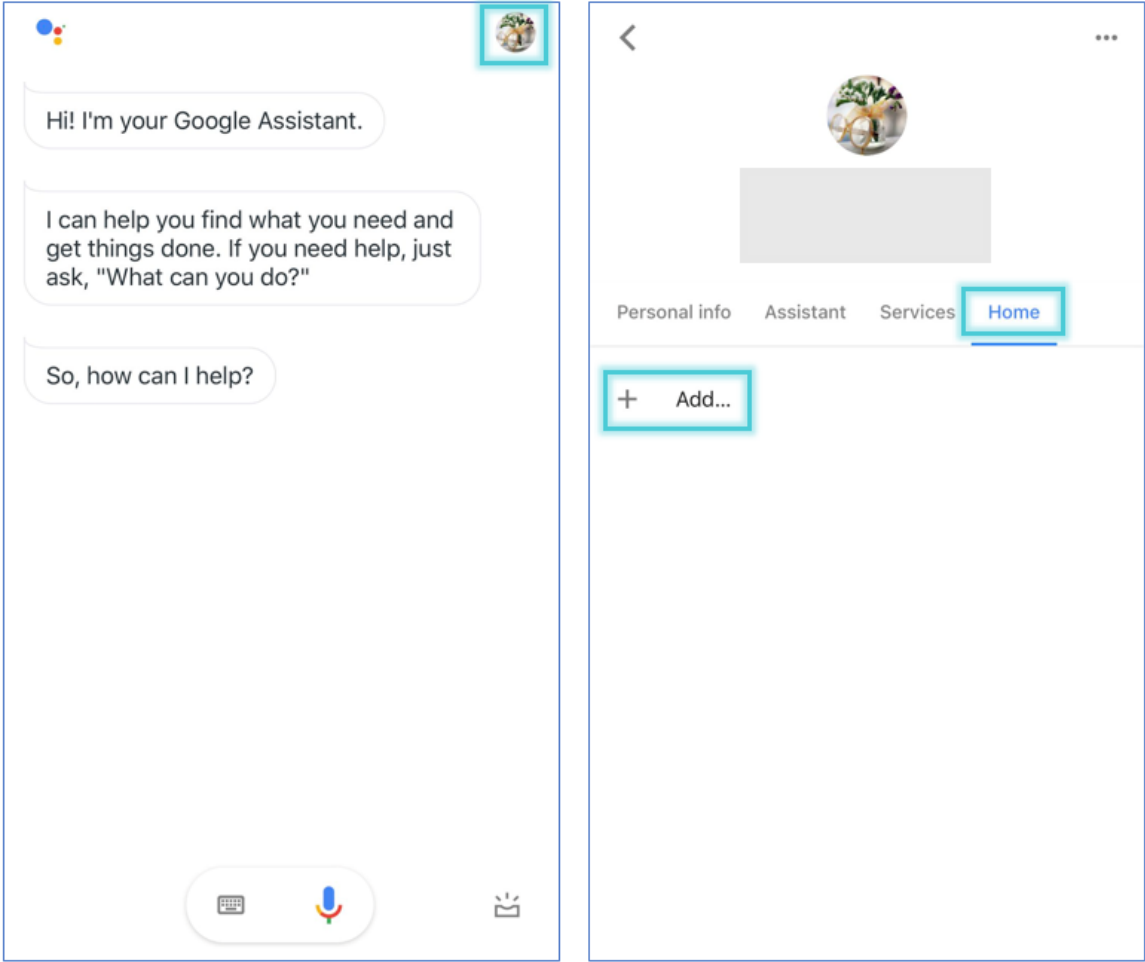 Hi! I'm your Google Assistant.
I can help you find what you need and
get things done. If you need help, just
ask, "What can you do?"
So, how can I help?
Personal info Assistant Services Home
+ Add...